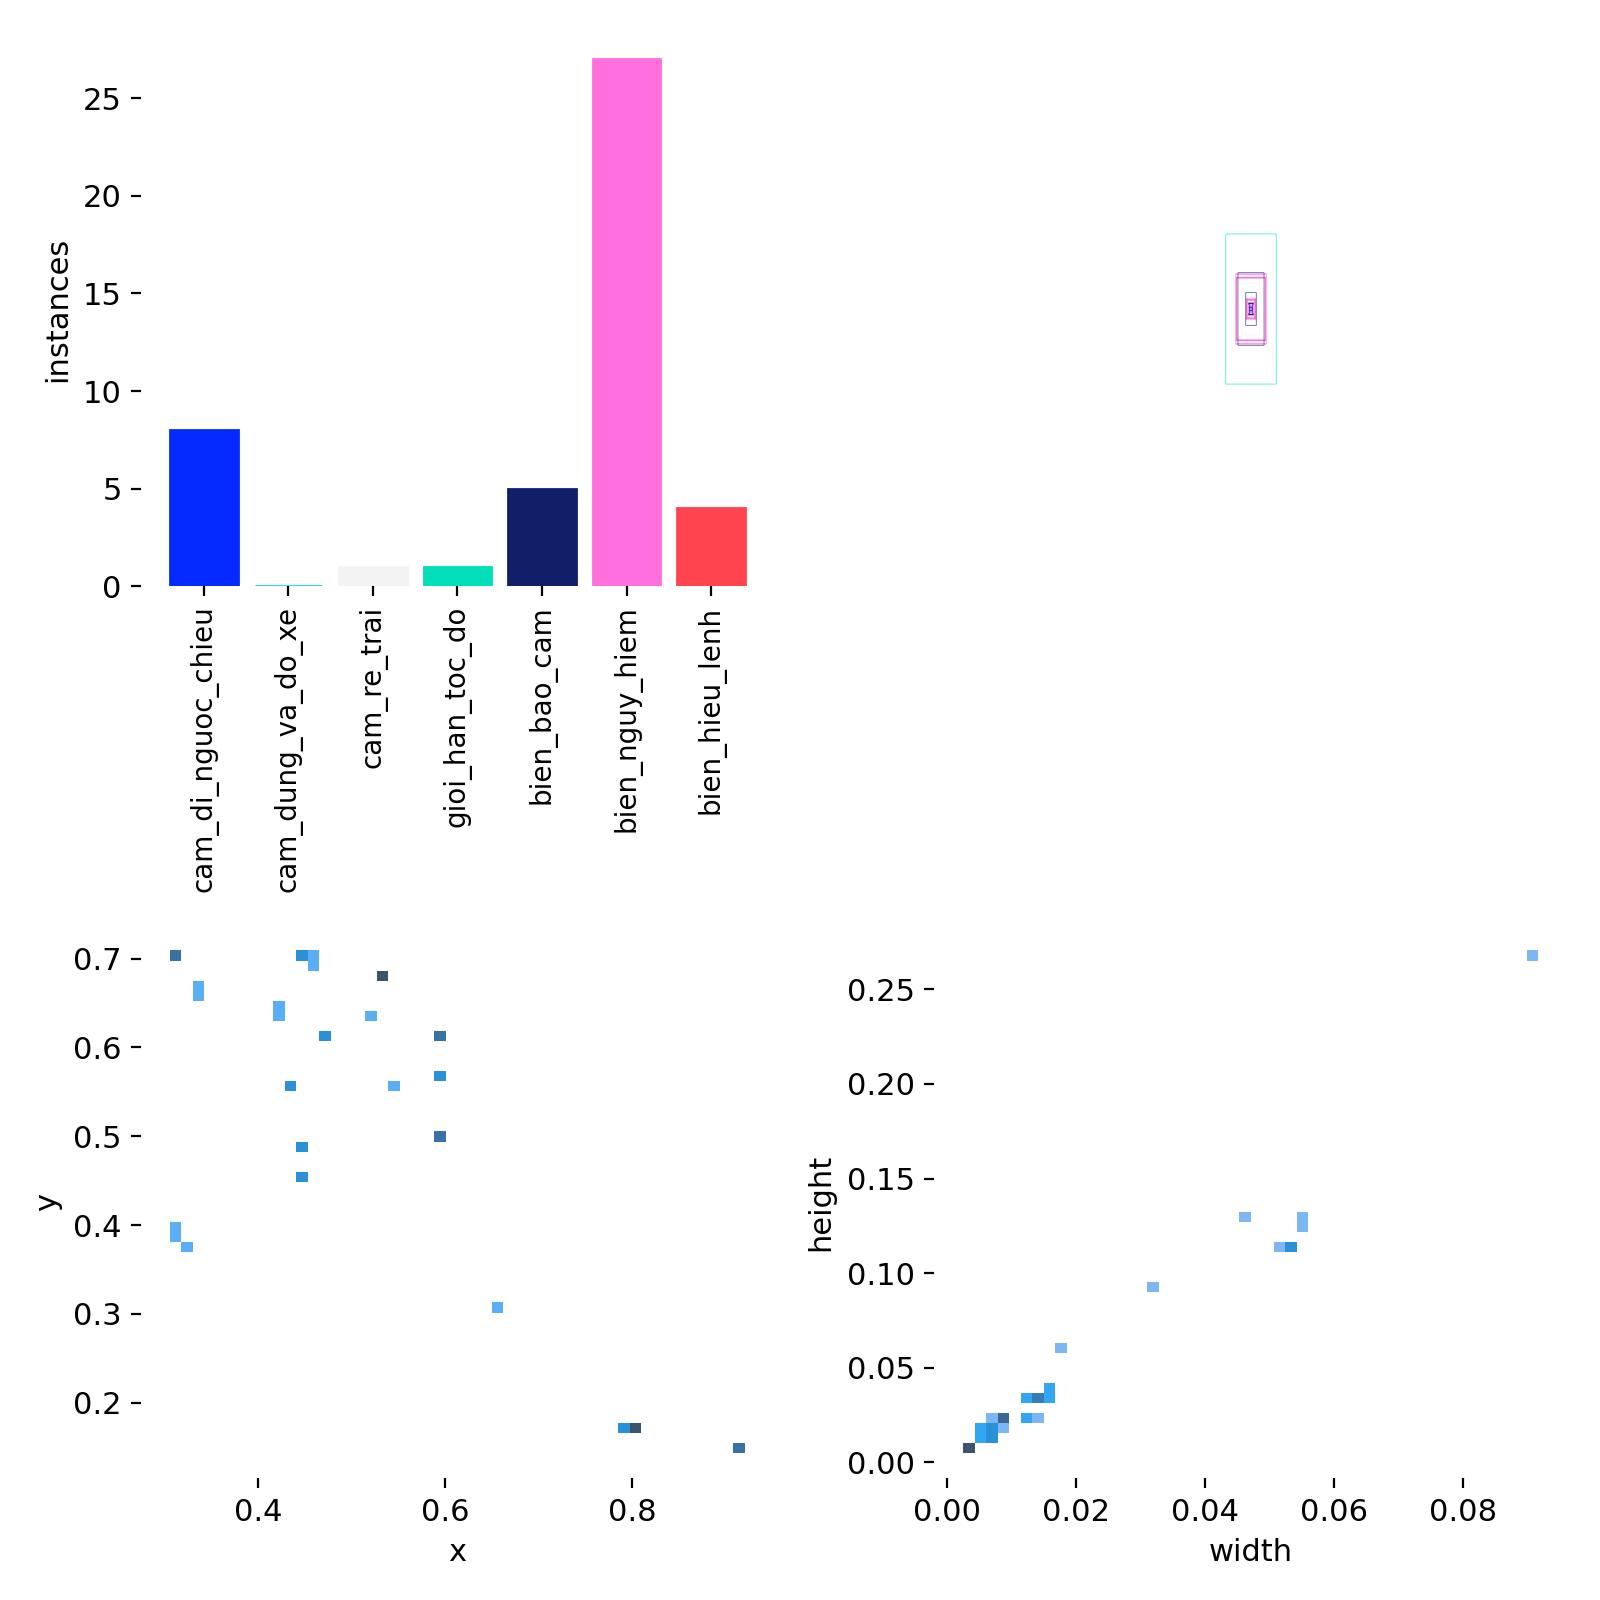 instances
25
20
15
10
5
0
cam_di_nguoc_chieu
cam_dung_va_do_xe
cam_re_trai
gioi_han_toc_do
bien_bao_cam
bien_nguy_hiem
bien_hieu_lenh
y
0.7
0.6
0.5
0.4
0.3
0.2
0.4 0.6 0.8
x
height
0.25
0.20
0.15
0.10
0.05
0.00
0.00 0.02 0.04 0.06 0.08
width